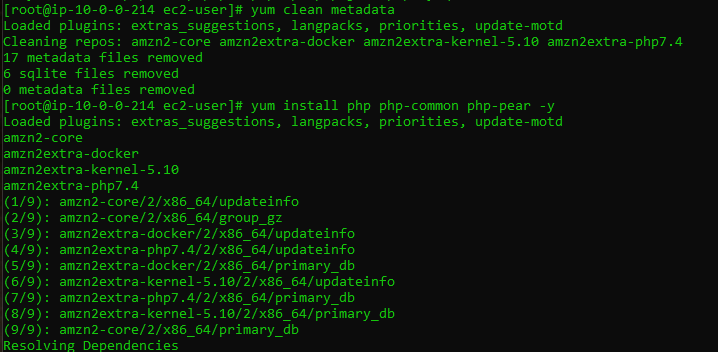 [root@ip-10-0-0-214 ec2-user]# yum clean metadata
Loaded plugins: extras_suggestions, langpacks, priorities, update-motd
Cleaning repos: amzn2-core amzn2extra-docker amzn2extra-kernel-5.10 amzn2extra-php7.4
17 metadata files removed
6 sqlite files removed
0 metadata files removed
[root@ip-10-0-0-214 ec2-user]# yum install php php-common php-pear -y
Loaded plugins: extras_suggestions, langpacks, priorities, update-motd
amzn2-core
amzn2extra-docker
amzn2extra-kernel-5.10
amzn2extra-php7.4
(1/9): amzn2-core/2/x86_64/updateinfo
(2/9): amzn2-core/2/x86_64/group_gz
(3/9): amzn2extra-docker/2/x86_64/updateinfo
(4/9): amzn2extra-php7.4/2/x86_64/updateinfo
(5/9): amzn2extra-docker/2/x86_64/primary_db
(6/9): amzn2extra-kernel-5.10/2/x86_64/updateinfo
(7/9): amzn2extra-php7.4/2/x86_64/primary_db
(8/9): amzn2extra-kernel-5.10/2/x86_64/primary_db
(9/9): amzn2-core/2/x86_64/primary_db
Resolving Dependencies